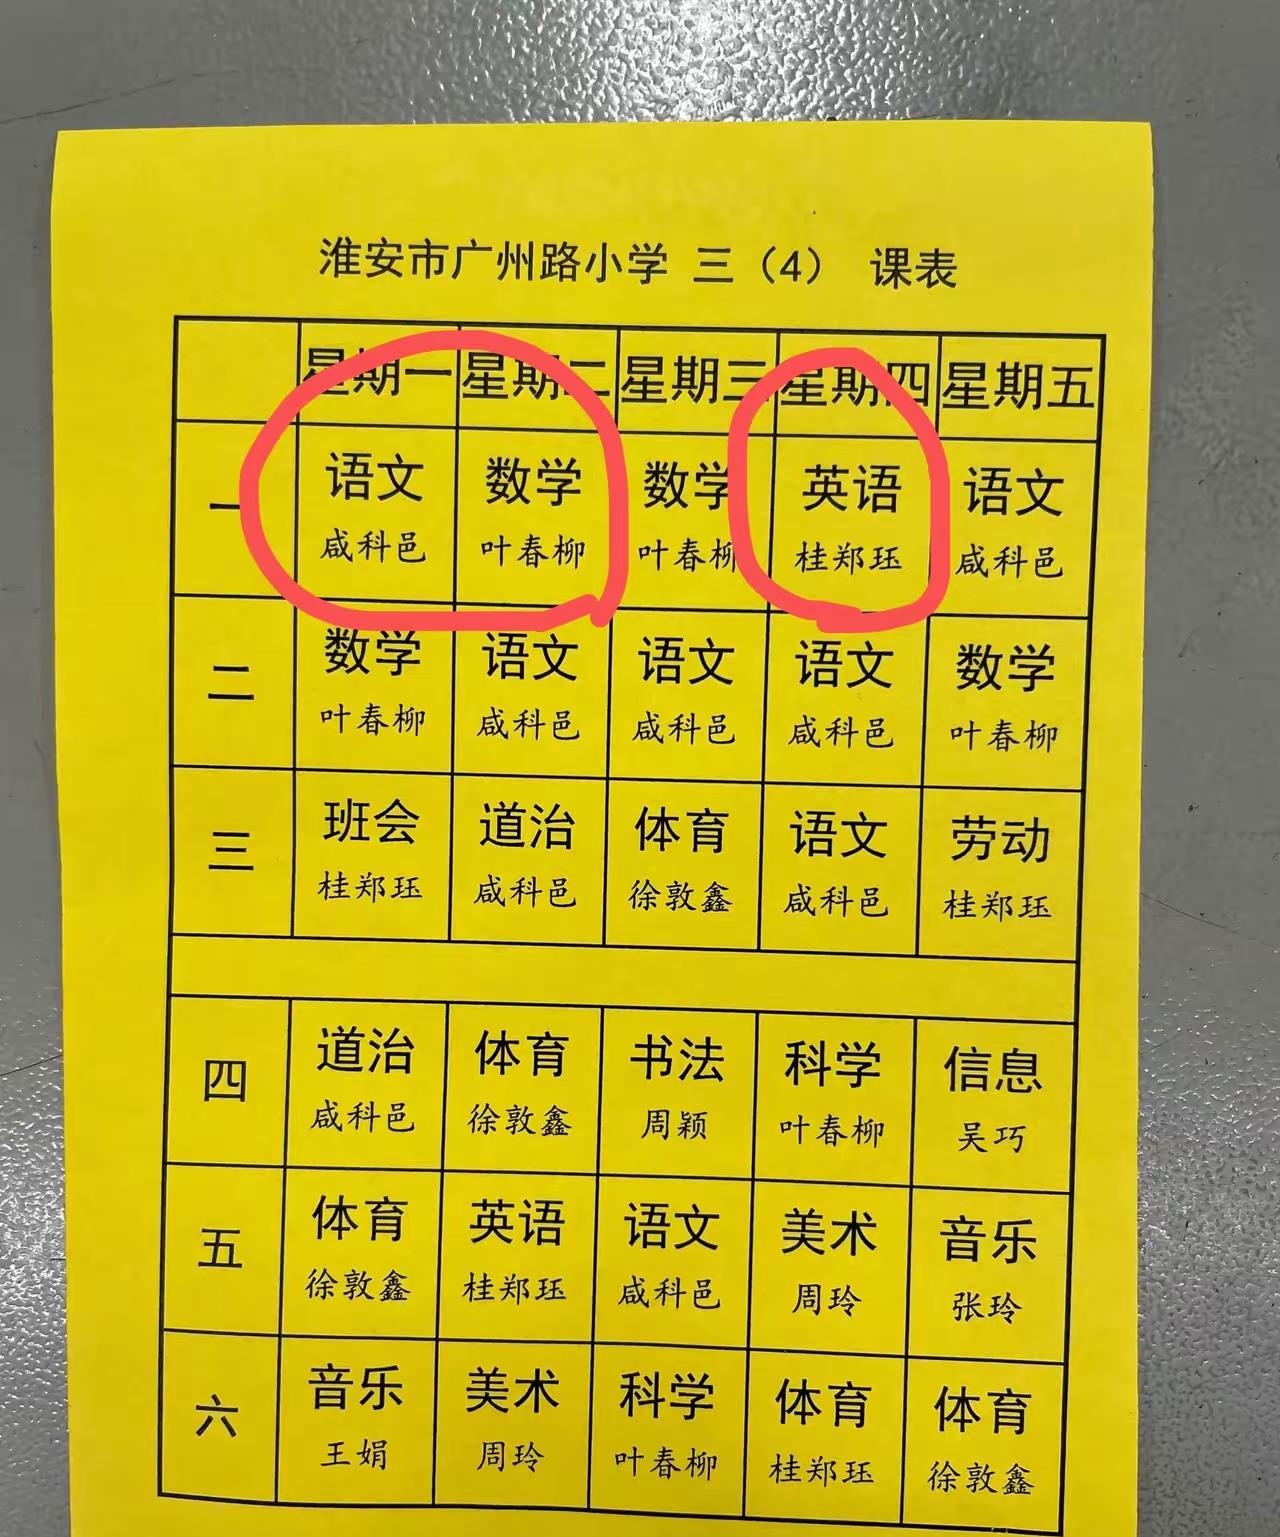 淮安市广州路小学 三（4） 课表
星期一 星期二 星期三 星期四 星期五
一 语文 数学 数学 英语 语文
咸科邑 叶春柳 叶春柳 桂郑珏 咸科邑
二 数学 语文 语文 语文 数学
叶春柳 咸科邑 咸科邑 咸科邑 叶春柳
三 班会 道治 体育 语文 劳动
桂郑珏 咸科邑 徐敦鑫 咸科邑 桂郑珏
四 道治 体育 书法 科学 信息
咸科邑 徐敦鑫 周颖 叶春柳 吴巧
五 体育 英语 语文 美术 音乐
徐敦鑫 桂郑珏 咸科邑 周玲 张玲
六 音乐 美术 科学 体育 体育
王娟 周玲 叶春柳 桂郑珏 徐敦鑫